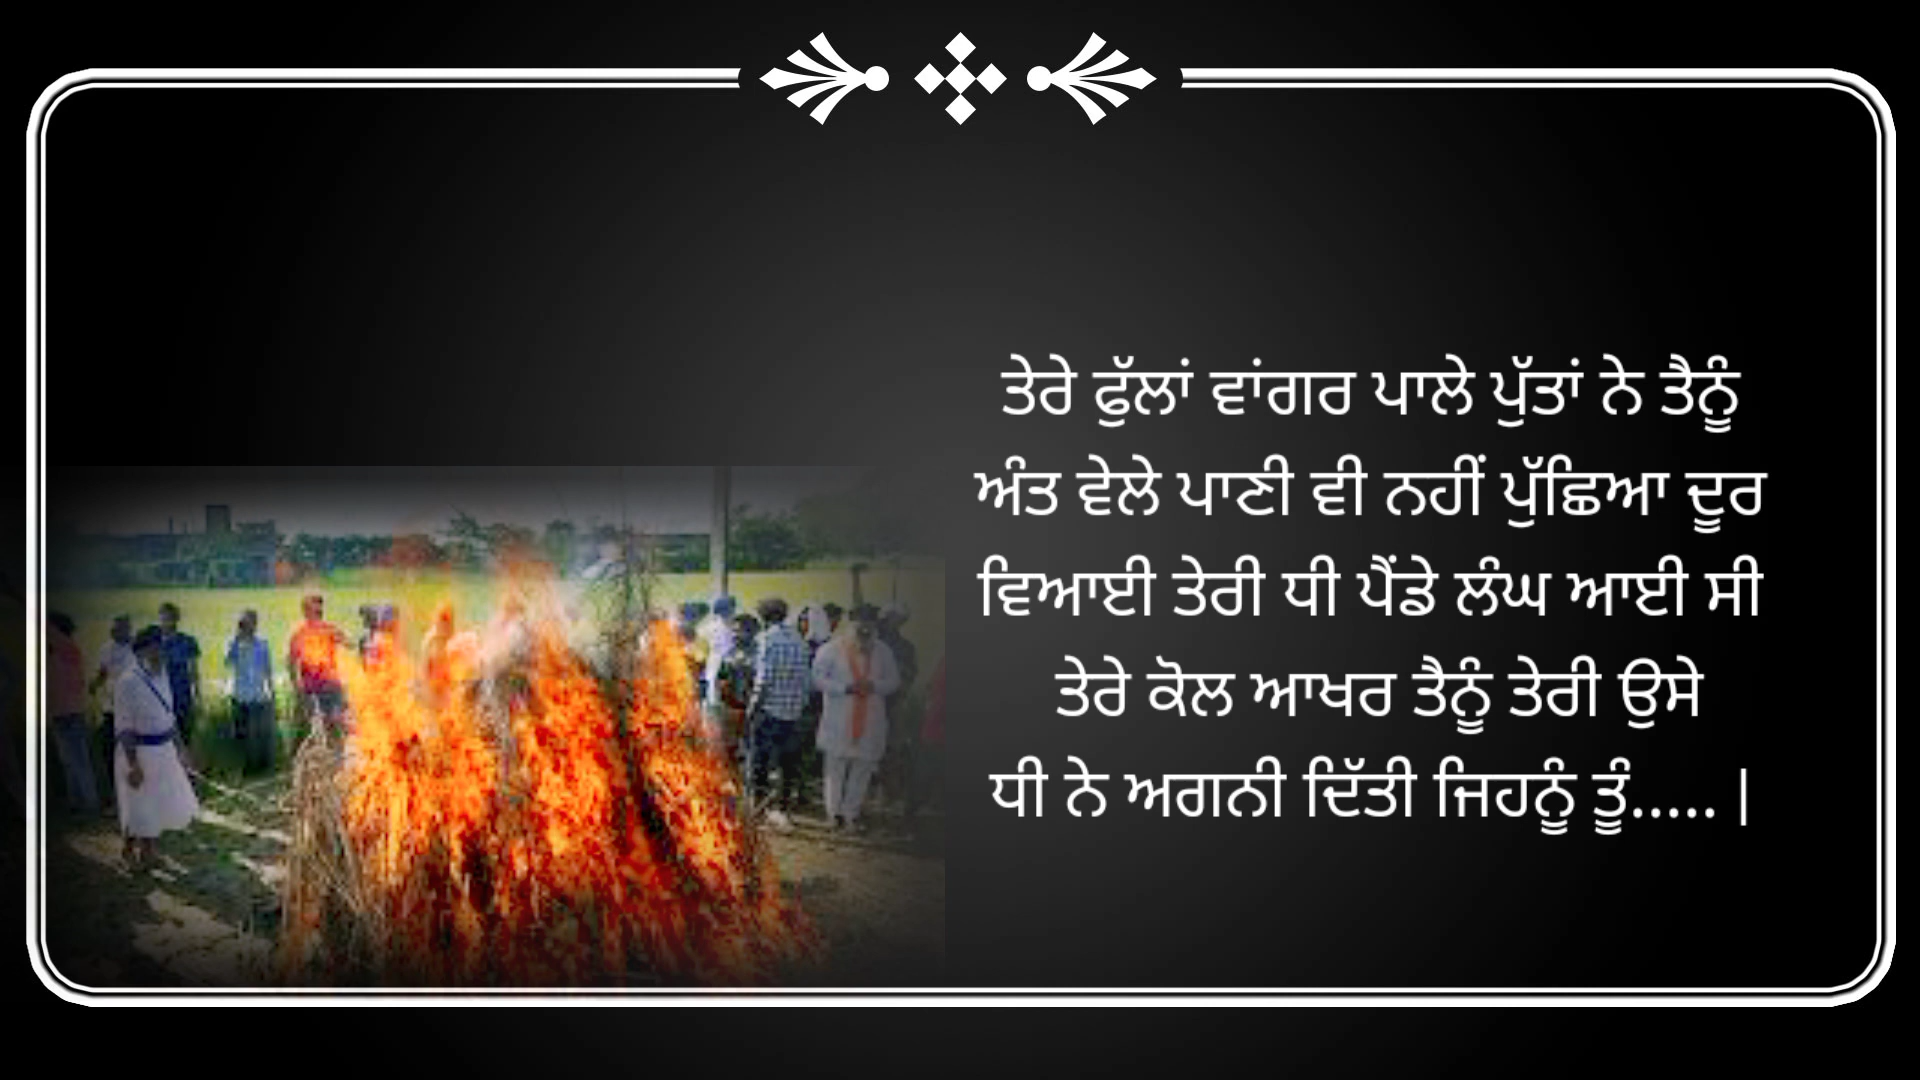 ਤੇਰੇ ਫੁੱਲਾਂ ਵਾਂਗਰ ਪਾਲੇ ਪੁੱਤਾਂ ਨੇ ਤੈਨੂੰ
ਅੰਤ ਵੇਲੇ ਪਾਣੀ ਵੀ ਨਹੀਂ ਪੁੱਛਿਆ ਦੂਰ
ਵਿਆਈ ਤੇਰੀ ਧੀ ਪੈਂਡੇ ਲੰਘ ਆਈ ਸੀ
ਤੇਰੇ ਕੋਲ ਆਖਰ ਤੈਨੂੰ ਤੇਰੀ ਉਸੇ
ਧੀ ਨੇ ਅਗਨੀ ਦਿੱਤੀ ਜਿਹਨੂੰ ਤੂੰ..... |